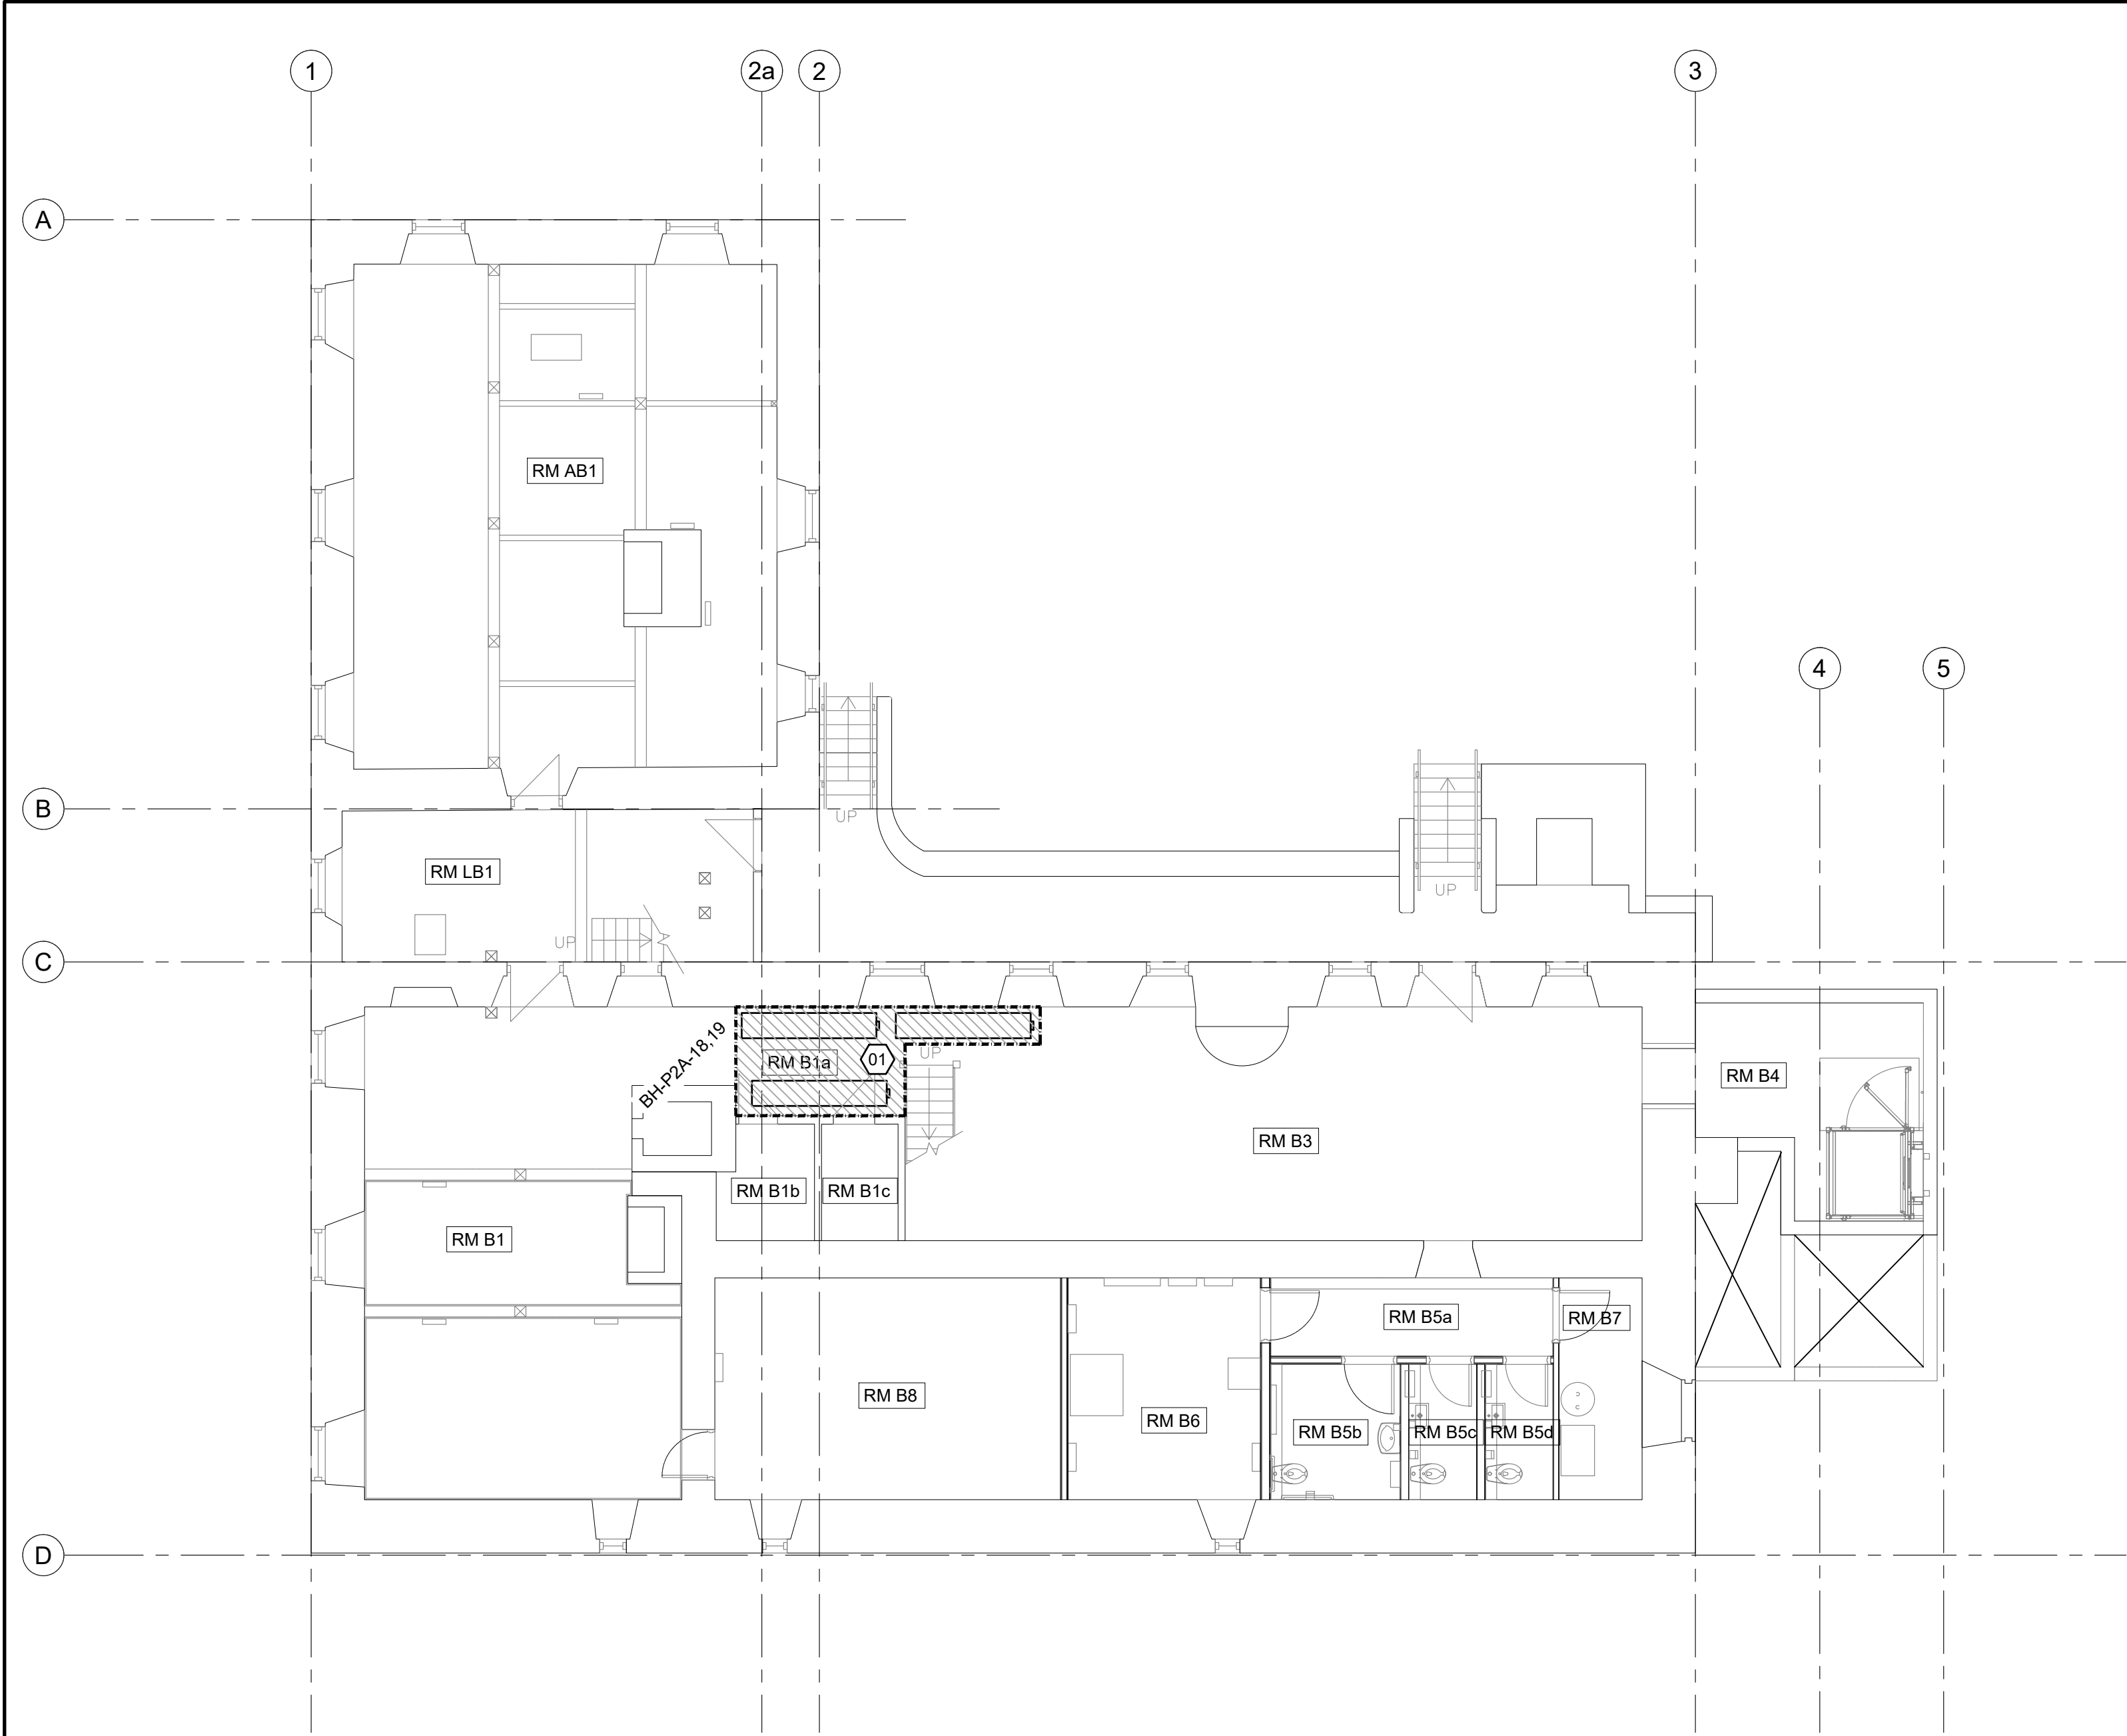 1
2a
2
3
A
RM AB1
4
5
B
UP
RM LB1
UP
UP
C
BH-P2A-18,19
RM B1a
01
UP
RM B4
RM B3
RM B1b
RM B1c
RM B1
RM B5a
RM B7
RM B8
RM B6
RM B5b
RM B5c
RM B5d
D